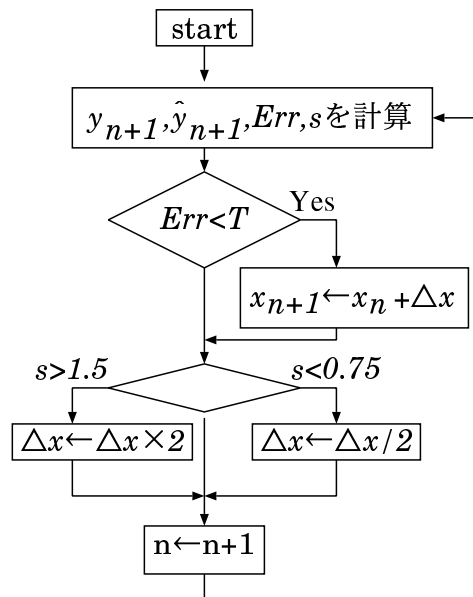 start
y_{n+1},ŷ_{n+1},Err,sを計算
Err<T
Yes
x_{n+1}←x_n+△x
s>1.5
s<0.75
△x←△x×2
△x←△x/2
n←n+1